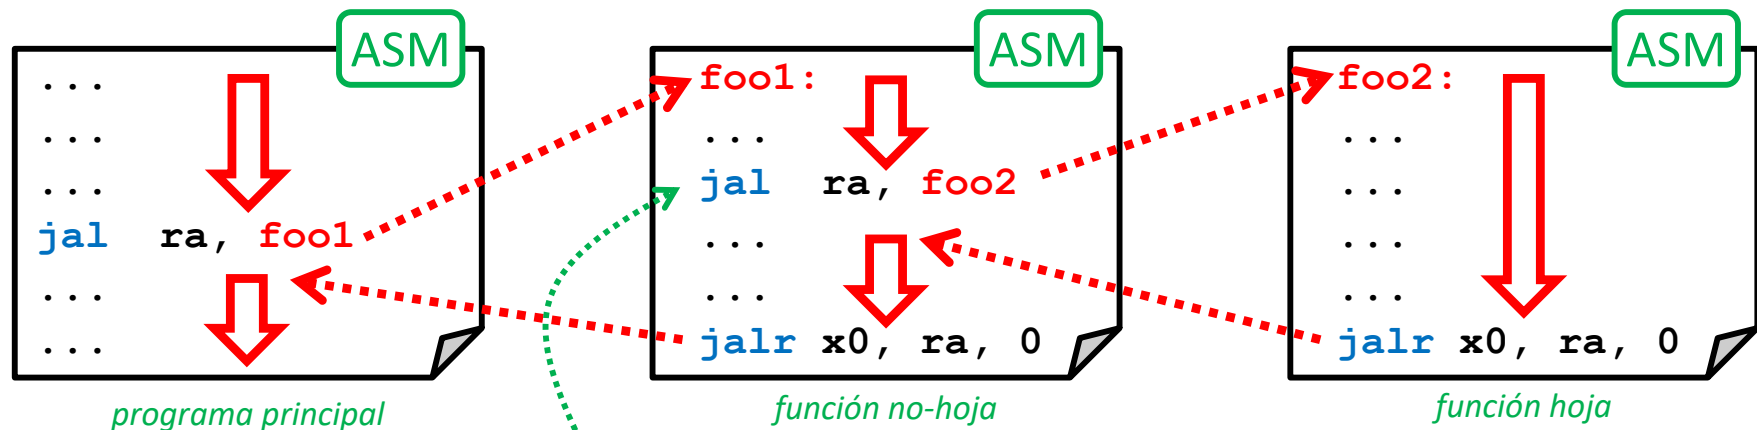 ASM
...
...
...
jal ra, foo1
...
...
programa principal
ASM
foo1:
...
jal ra, foo2
...
...
jalr x0, ra, 0
función no-hoja
ASM
foo2:
...
...
...
...
jalr x0, ra, 0
función hoja